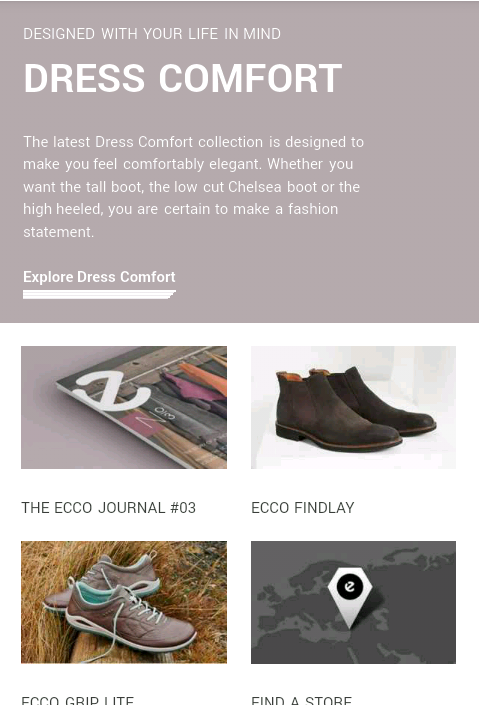 DESIGNED WITH YOUR LIFE IN MIND
DRESS COMFORT
The latest Dress Comfort collection is designed to
make you feel comfortably elegant. Whether you
want the tall boot, the low cut Chelsea boot or the
high heeled, you are certain to make a fashion
statement.
Explore Dress Comfort
THE ECCO JOURNAL #03
ECCO FINDLAY
ECCO GRIP LITE
FIND A STORE